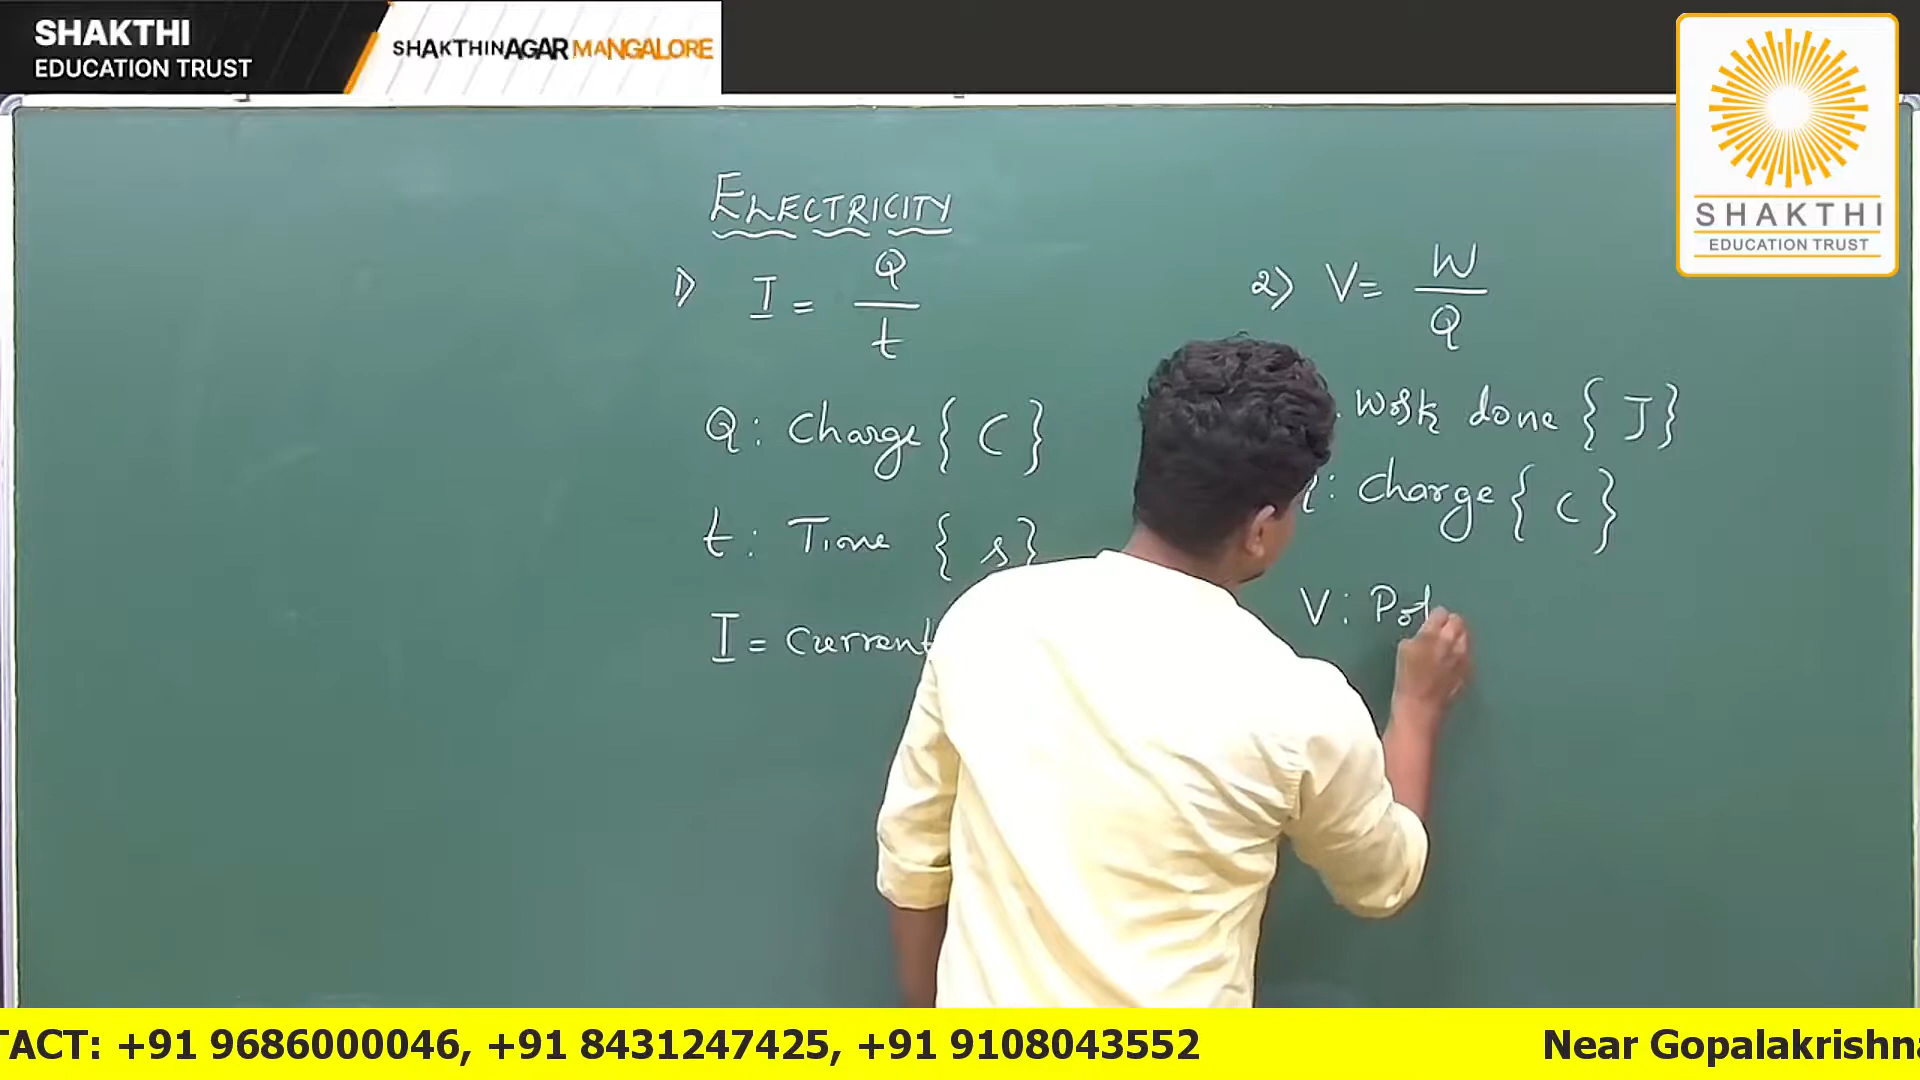 SHAKTHI
EDUCATION TRUST
SHAKTHINAGAR MANGALORE
SHAKTHI
EDUCATION TRUST
ELECTRICITY
1) I = Q/t
Q : Charge { C }
t : Time { s }
I = Current
2) V = W/Q
: Work done { J }
: Charge { C }
V : Pot
TACT: +91 9686000046, +91 8431247425, +91 9108043552
Near Gopalakrishna